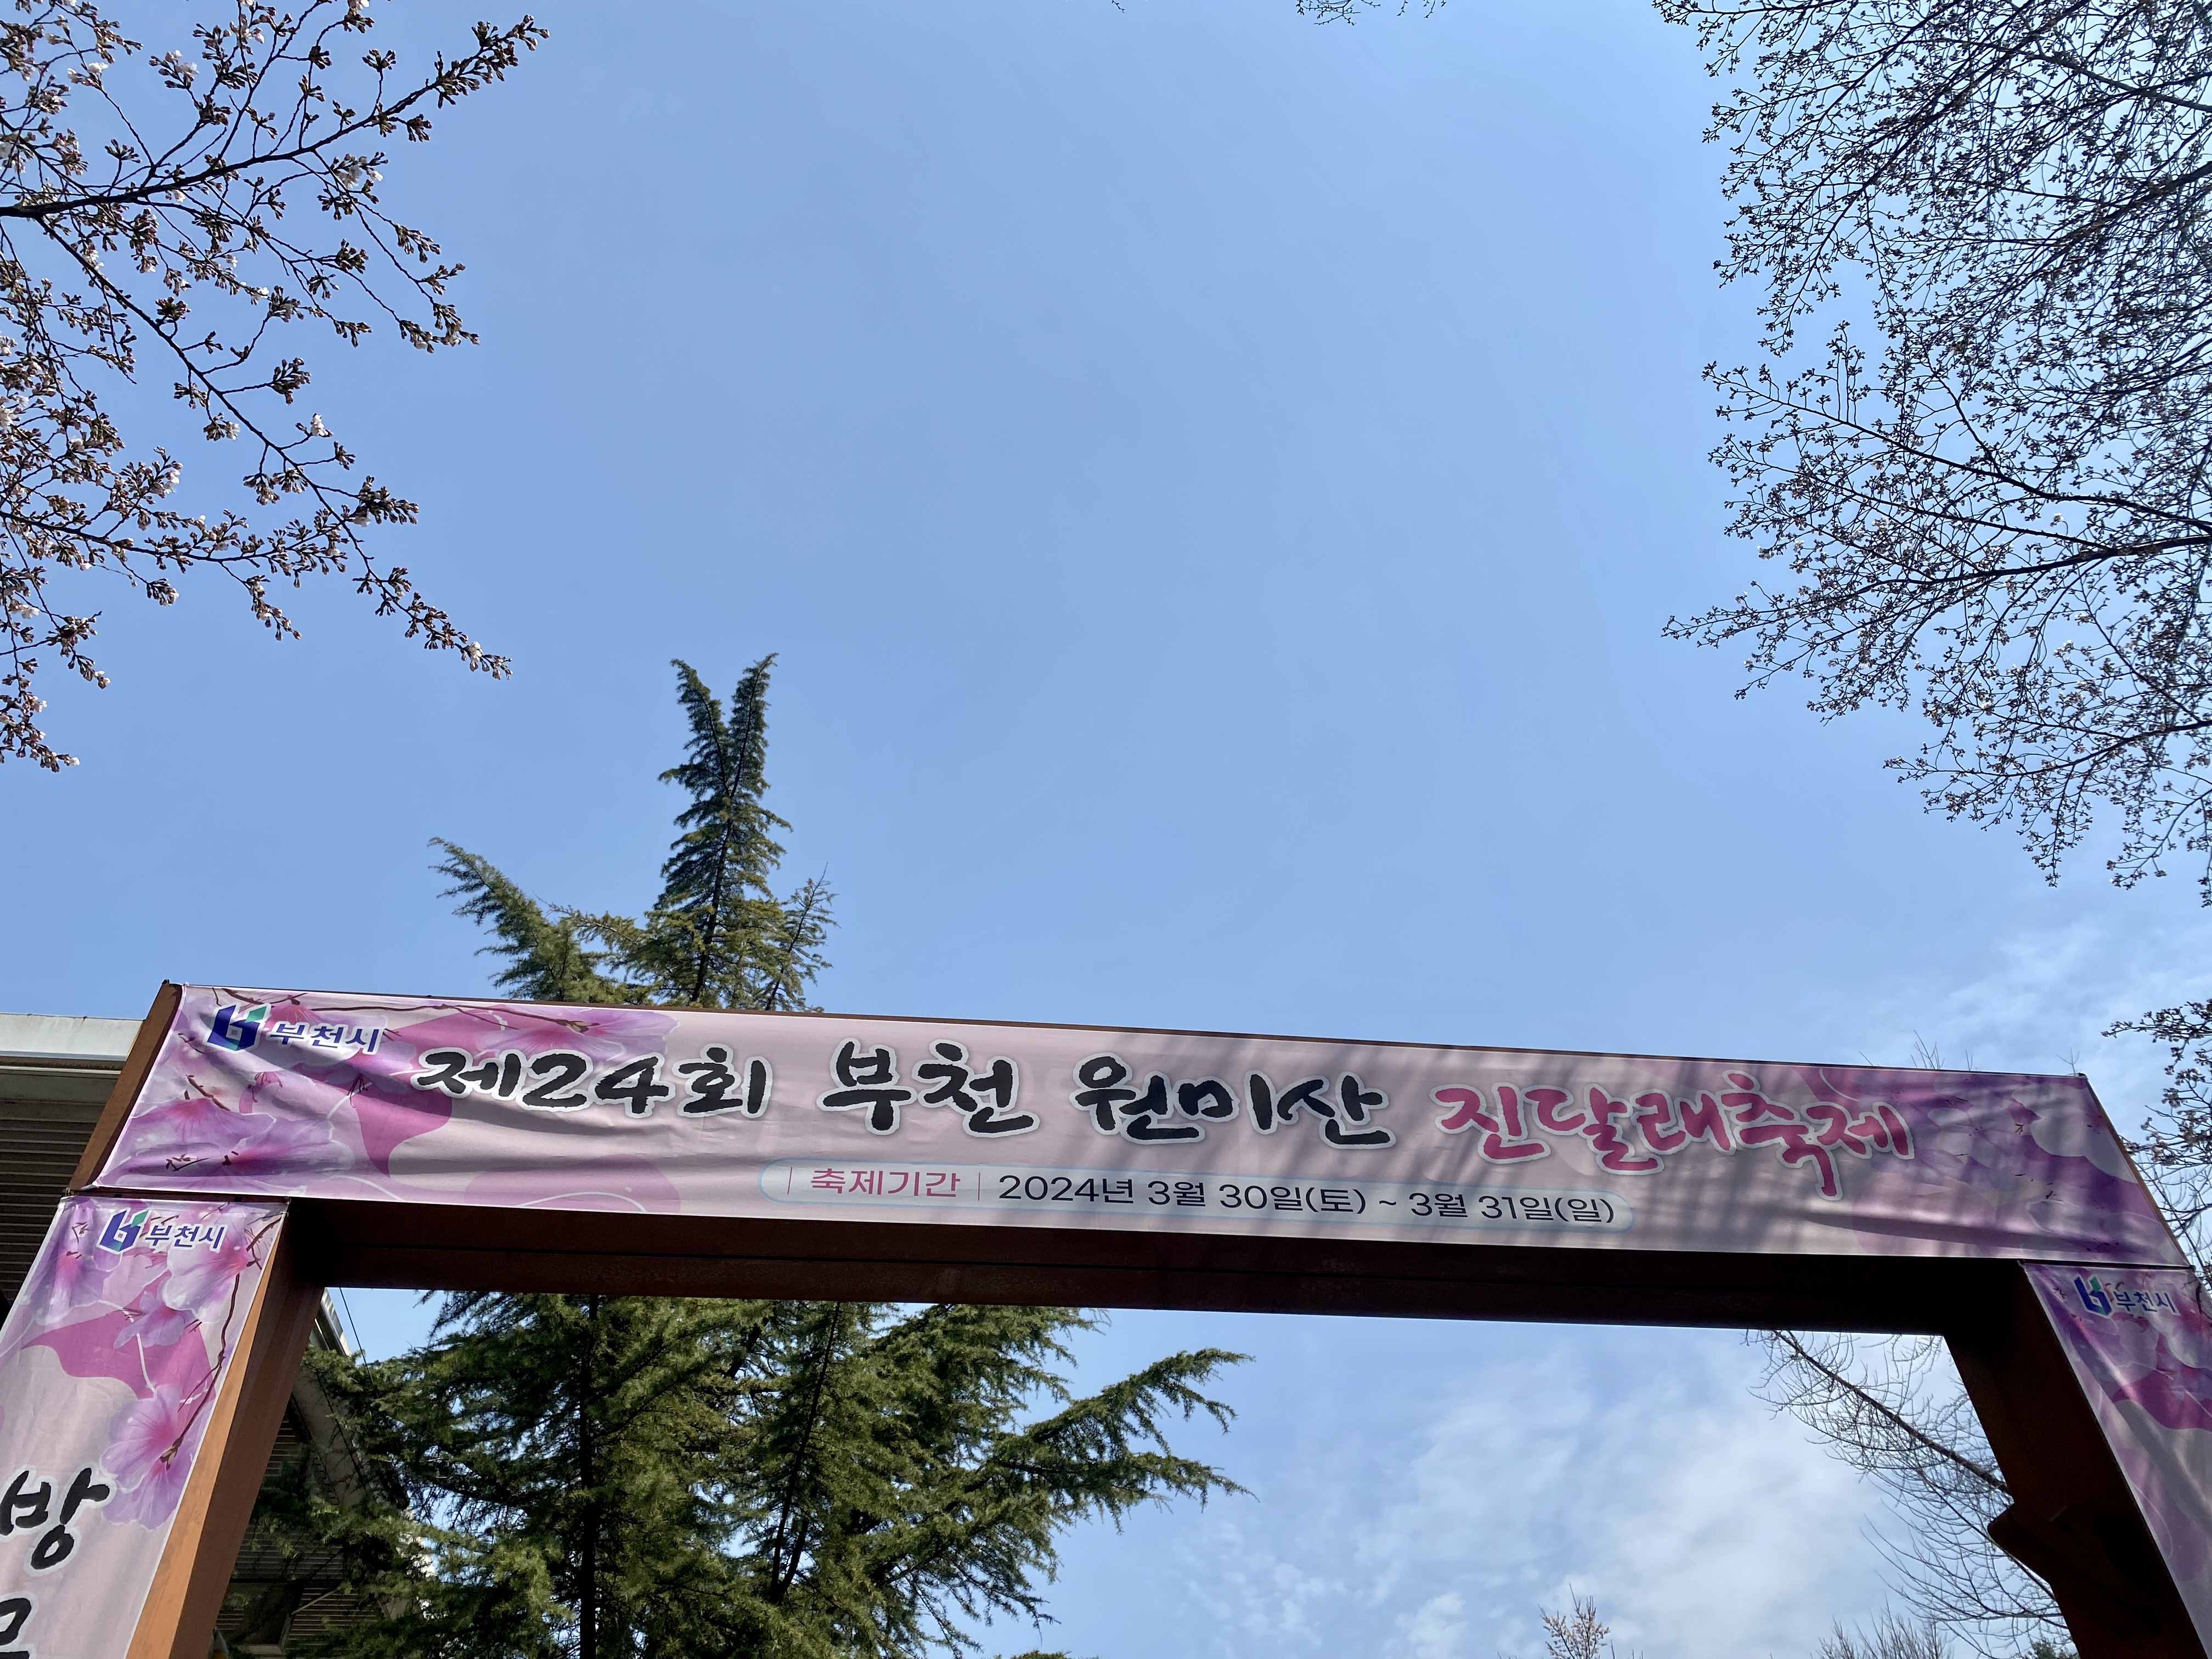 부천시
제24회 부천 원미산 진달래축제
축제기간 2024년 3월 30일(토) ~ 3월 31일(일)
부천시
방
부천시